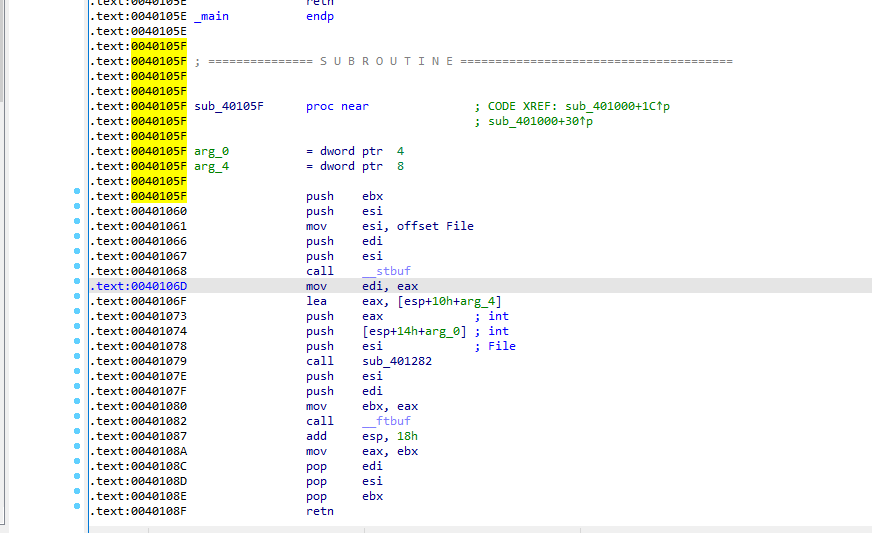 .text:0040105E retn
.text:0040105E _main endp
.text:0040105E
.text:0040105F
.text:0040105F ; =============== S U B R O U T I N E =======================================
.text:0040105F
.text:0040105F
.text:0040105F sub_40105F proc near ; CODE XREF: sub_401000+1C↑p
.text:0040105F ; sub_401000+30↑p
.text:0040105F
.text:0040105F arg_0 = dword ptr 4
.text:0040105F arg_4 = dword ptr 8
.text:0040105F
.text:0040105F push ebx
.text:00401060 push esi
.text:00401061 mov esi, offset File
.text:00401066 push edi
.text:00401067 push esi
.text:00401068 call __stbuf
.text:0040106D mov edi, eax
.text:0040106F lea eax, [esp+10h+arg_4]
.text:00401073 push eax ; int
.text:00401074 push [esp+14h+arg_0] ; int
.text:00401078 push esi ; File
.text:00401079 call sub_401282
.text:0040107E push esi
.text:0040107F push edi
.text:00401080 mov ebx, eax
.text:00401082 call __ftbuf
.text:00401087 add esp, 18h
.text:0040108A mov eax, ebx
.text:0040108C pop edi
.text:0040108D pop esi
.text:0040108E pop ebx
.text:0040108F retn